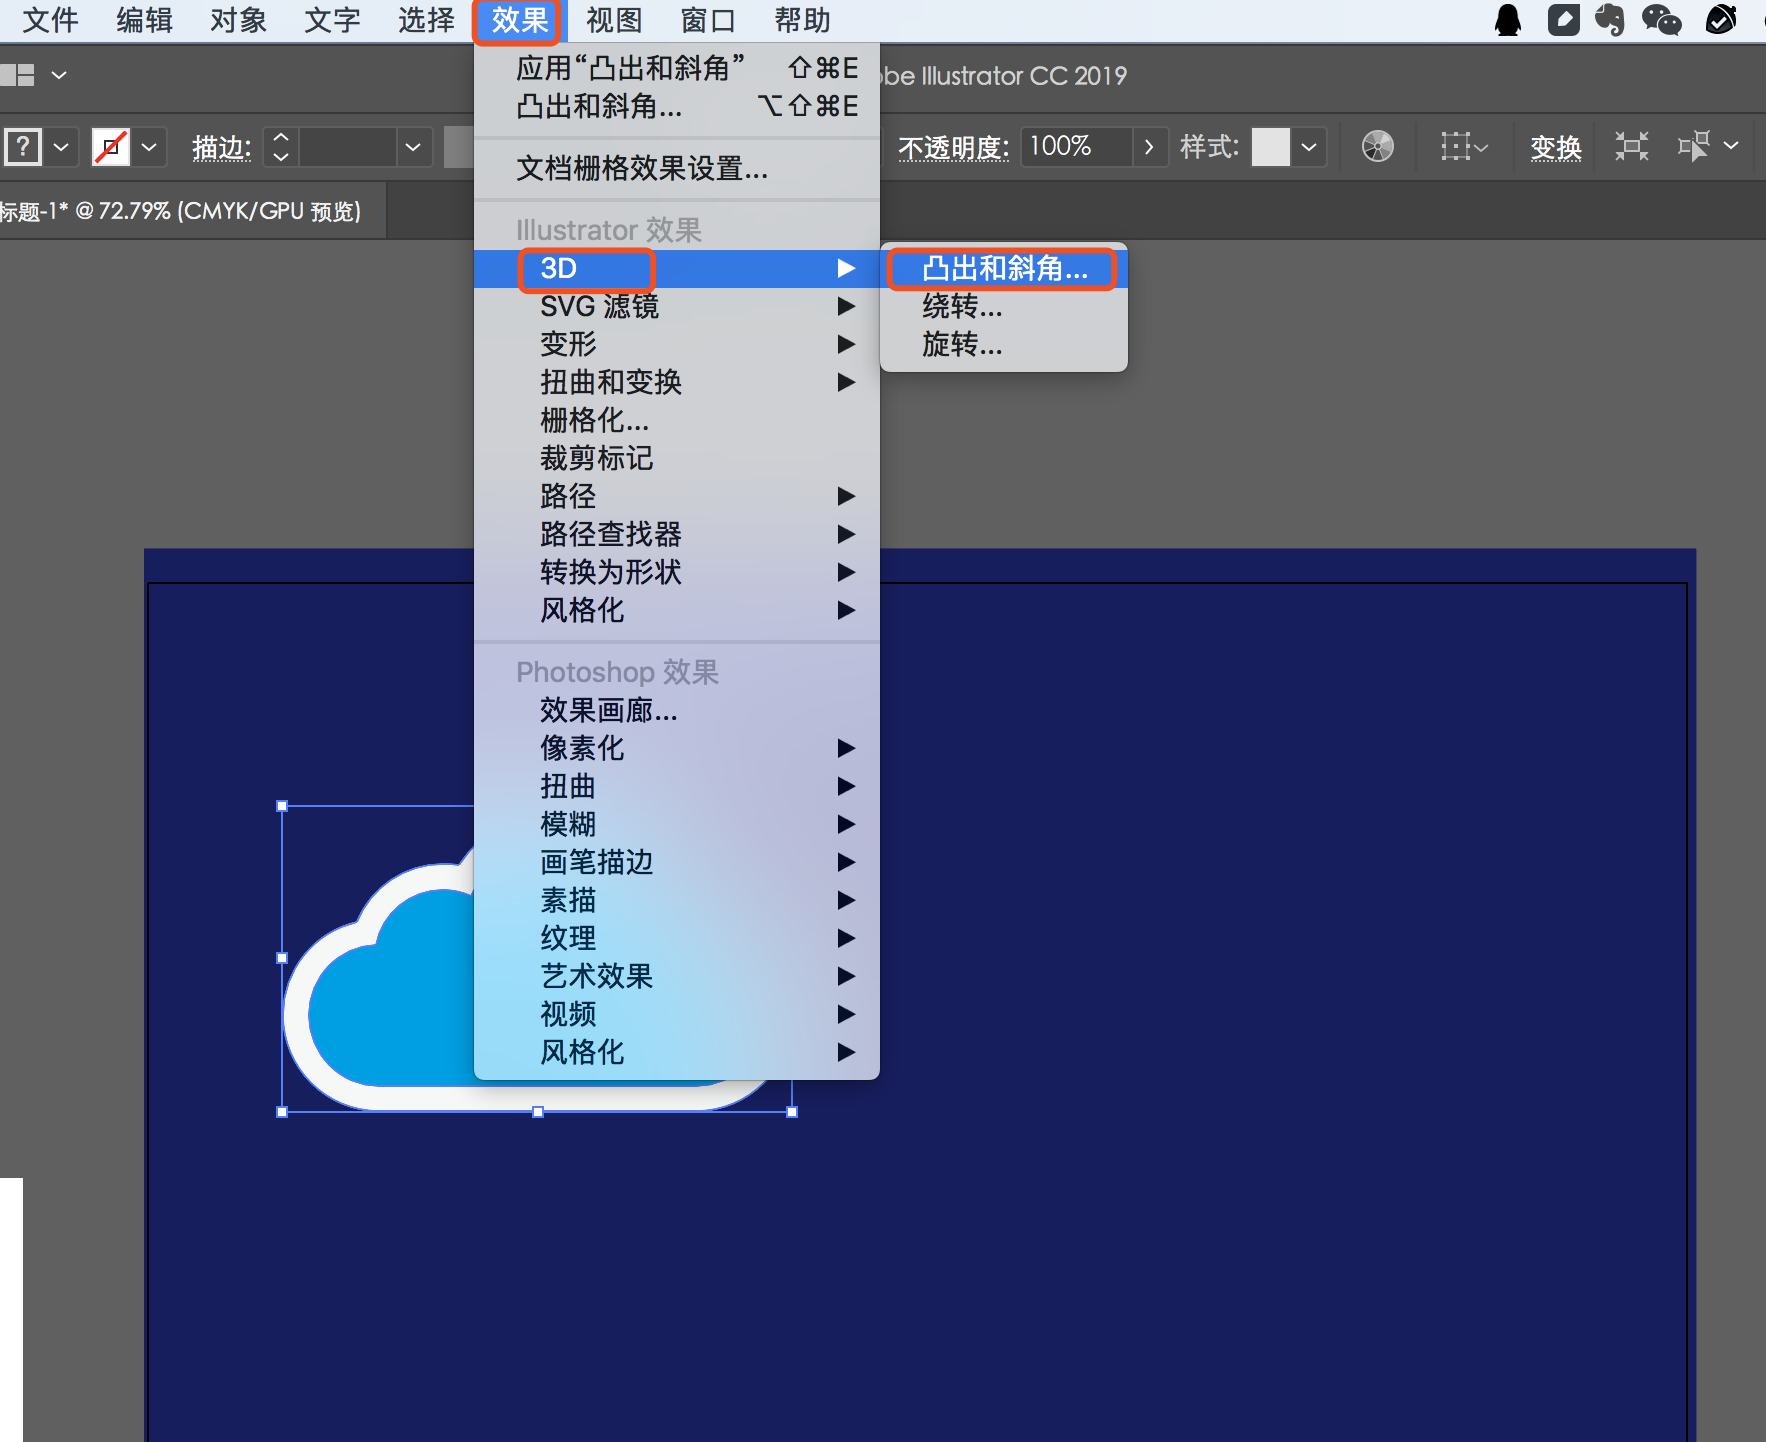 文件 编辑 对象 文字 选择 效果 视图 窗口 帮助
应用“凸出和斜角” ⇧⌘E
凸出和斜角... ⌥⇧⌘E
文档栅格效果设置...
Illustrator 效果
3D
SVG 滤镜
变形
扭曲和变换
栅格化...
裁剪标记
路径
路径查找器
转换为形状
风格化
Photoshop 效果
效果画廊...
像素化
扭曲
模糊
画笔描边
素描
纹理
艺术效果
视频
风格化
凸出和斜角...
绕转...
旋转...
obe Illustrator CC 2019
? 描边: 不透明度: 100% 样式: 变换
标题-1* @ 72.79% (CMYK/GPU 预览)